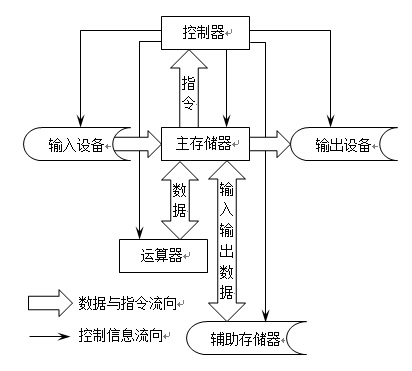 控制器
指令
输入设备
主存储器
输出设备
数据
输入输出数据
运算器
数据与指令流向
控制信息流向
辅助存储器